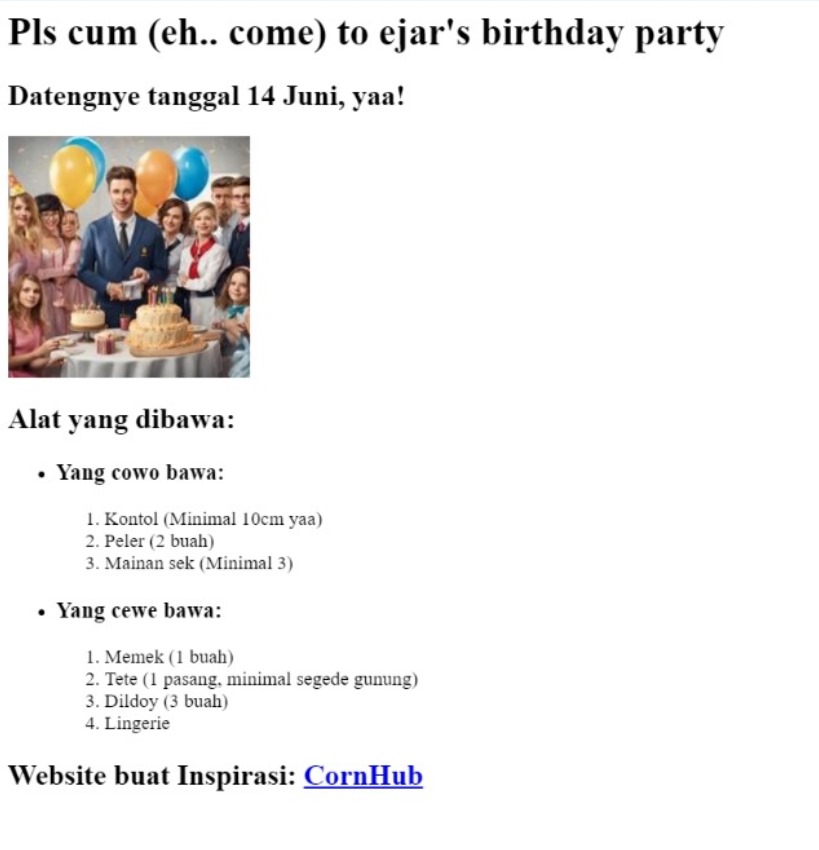 Pls cum (eh.. come) to ejar's birthday party
Datengnye tanggal 14 Juni, yaa!
Alat yang dibawa:
• Yang cowo bawa:
1. Kontol (Minimal 10cm yaa)
2. Peler (2 buah)
3. Mainan sek (Minimal 3)
• Yang cewe bawa:
1. Memek (1 buah)
2. Tete (1 pasang, minimal segede gunung)
3. Dildoy (3 buah)
4. Lingerie
Website buat Inspirasi: CornHub